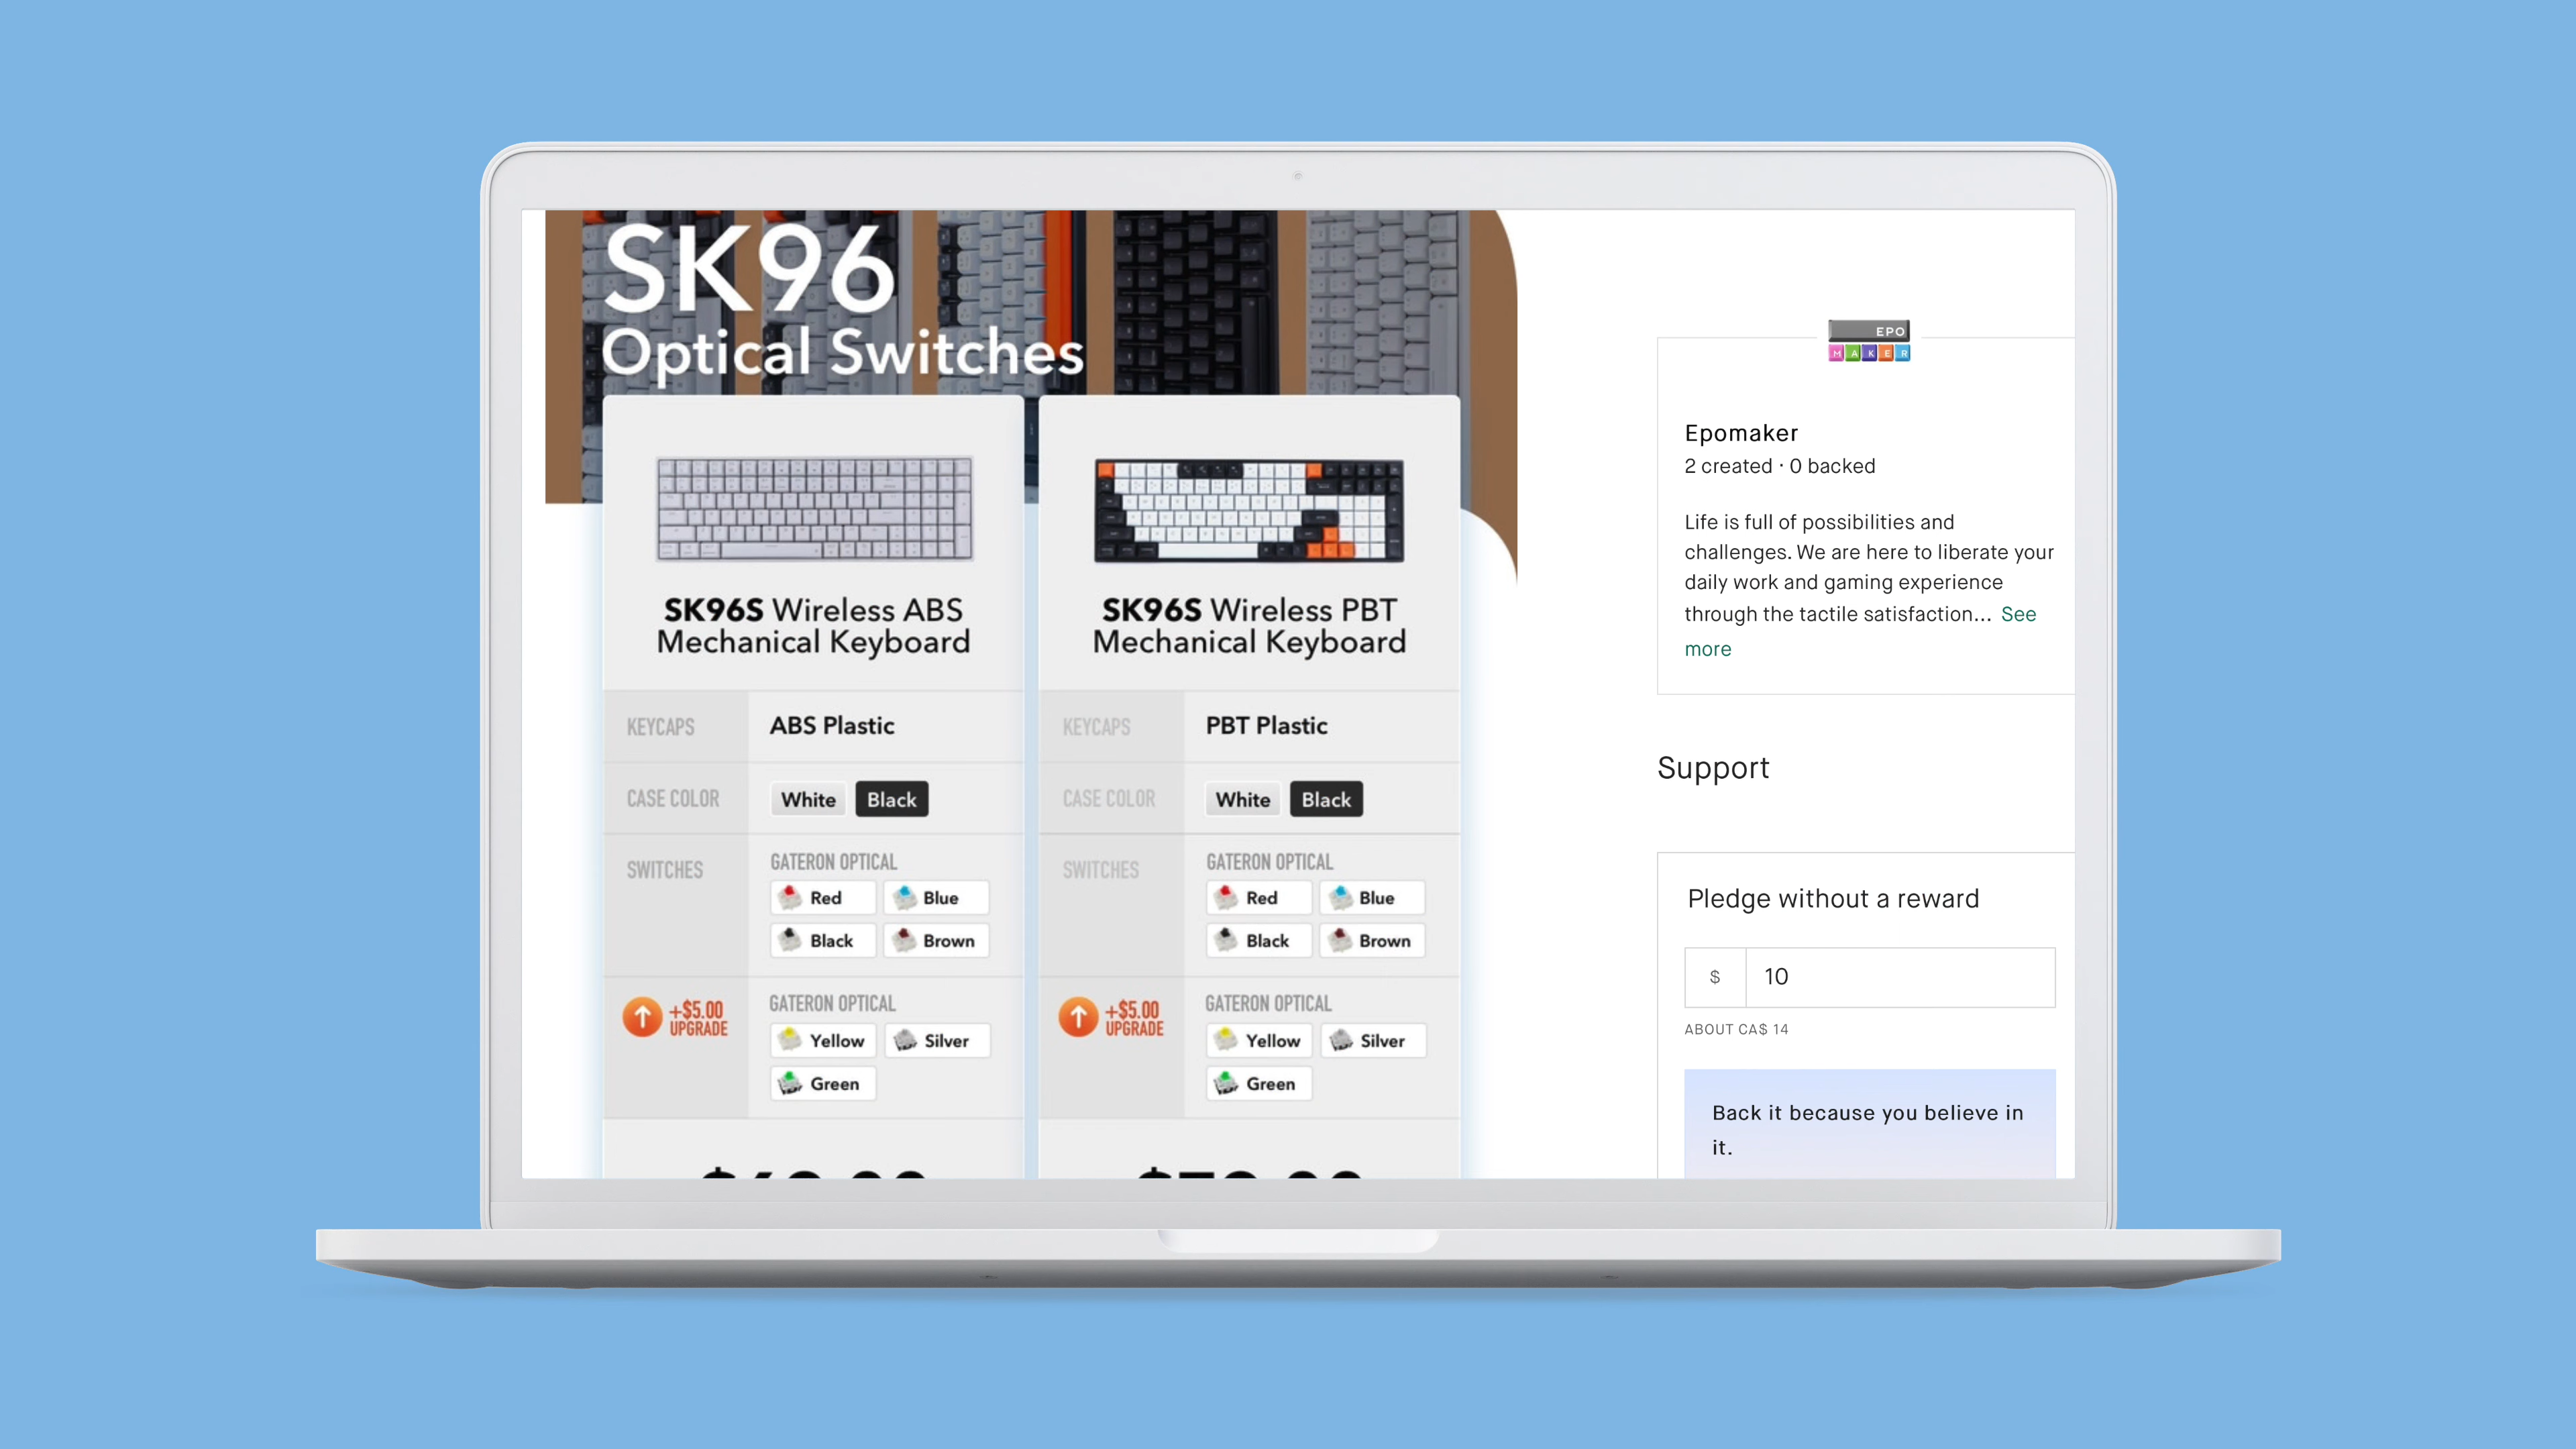 SK96
Optical Switches
SK96S Wireless ABS
Mechanical Keyboard
KEYCAPS
ABS Plastic
CASE COLOR
White
Black
SWITCHES
GATERON OPTICAL
Red
Blue
Black
Brown
+$5.00
UPGRADE
GATERON OPTICAL
Yellow
Silver
Green
SK96S Wireless PBT
Mechanical Keyboard
KEYCAPS
PBT Plastic
CASE COLOR
White
Black
SWITCHES
GATERON OPTICAL
Red
Blue
Black
Brown
+$5.00
UPGRADE
GATERON OPTICAL
Yellow
Silver
Green
EPO
MAKER
Epomaker
2 created · 0 backed
Life is full of possibilities and
challenges. We are here to liberate your
daily work and gaming experience
through the tactile satisfaction... See
more
Support
Pledge without a reward
$
10
ABOUT CA$ 14
Back it because you believe in
it.